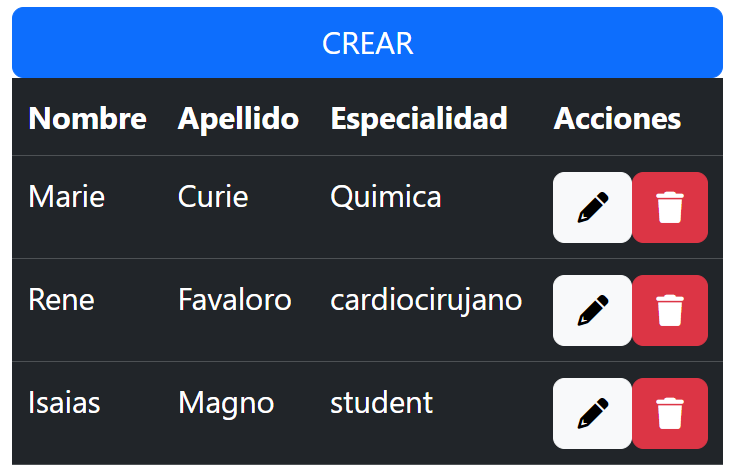 CREAR
Nombre Apellido Especialidad Acciones
Marie Curie Quimica
Rene Favaloro cardiocirujano
Isaias Magno student